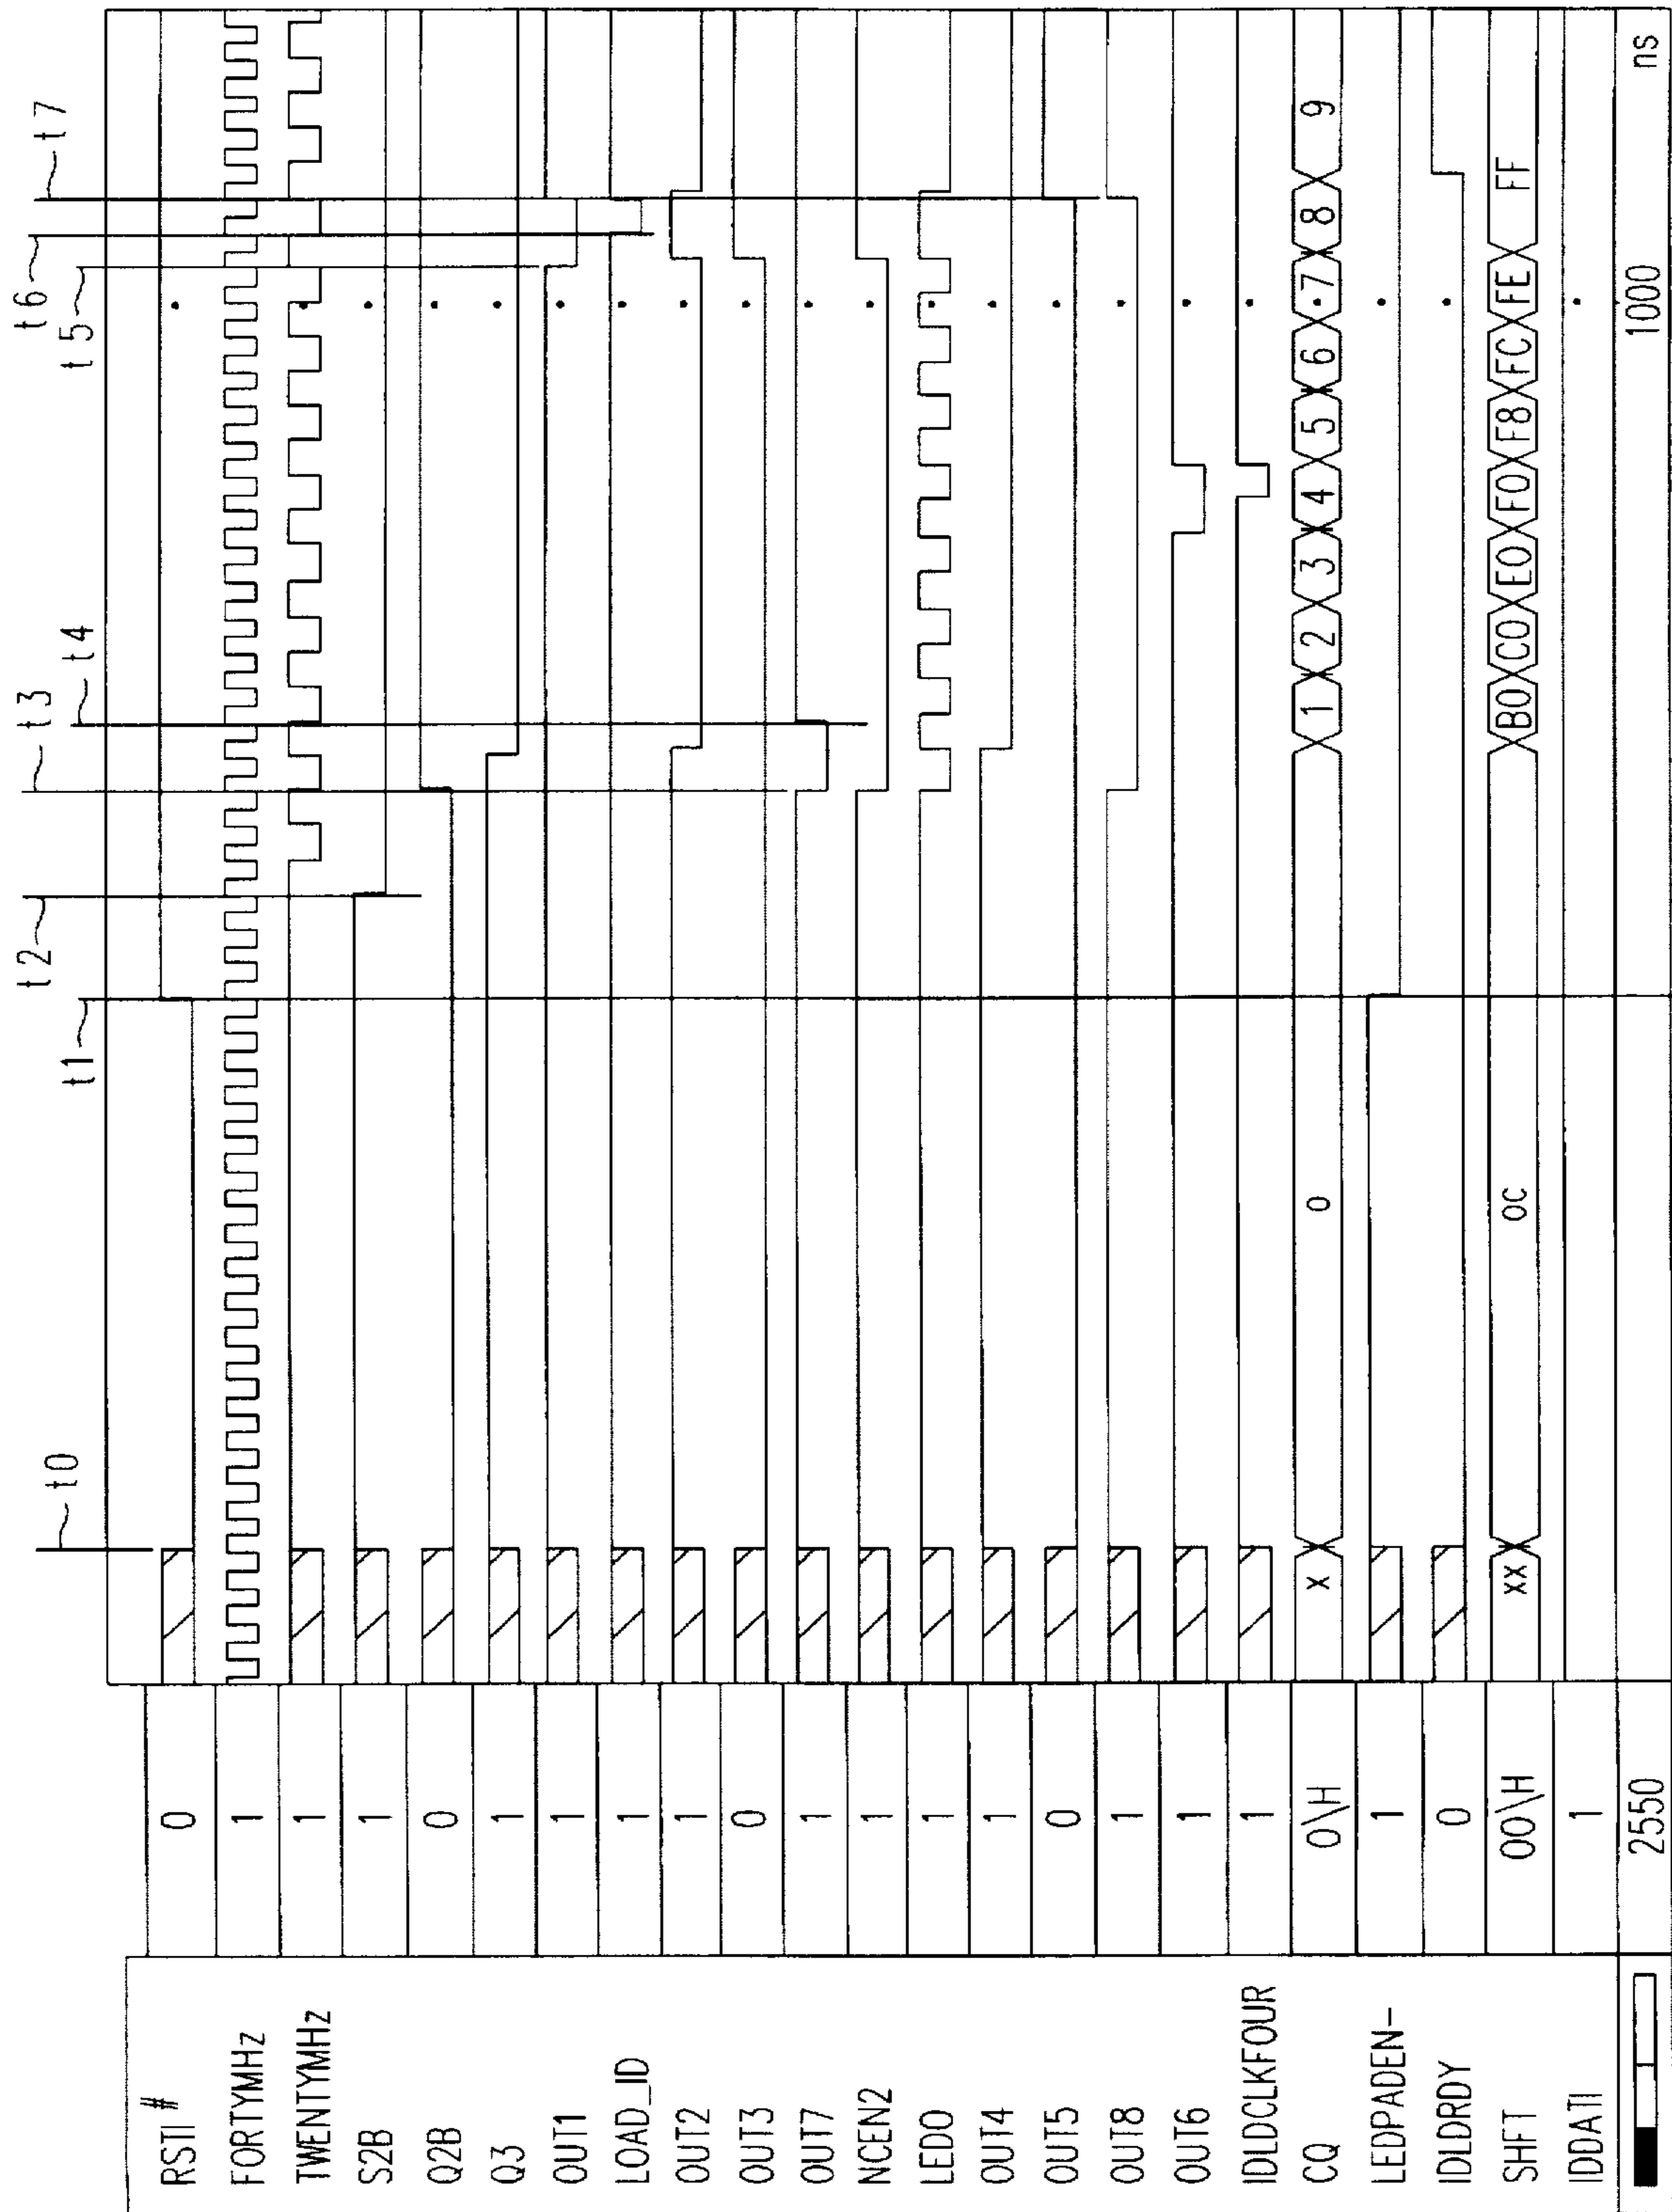 t0
t1
t2
t3
t4
t5
t6
t7
RSTI# 0
FORTYMHz 1
TWENTYMHz 1
S2B 1
Q2B 0
Q3 1
OUT1 1
LOAD_ID 1
OUT2 1
OUT3 0
OUT7 1
NCEN2 1
LEDO 1
OUT4 1
OUT5 0
OUT8 1
OUT6 1
IDLDCLKFOUR 1
CQ 0\H X 0 1 2 3 4 5 6 7 8 9
LEDPADEN- 1
IDLDRDY 0
SHFT 00\H XX 0C B0 C0 E0 F0 F8 FC FE FF
IDDATI 1
2550 1000 ns